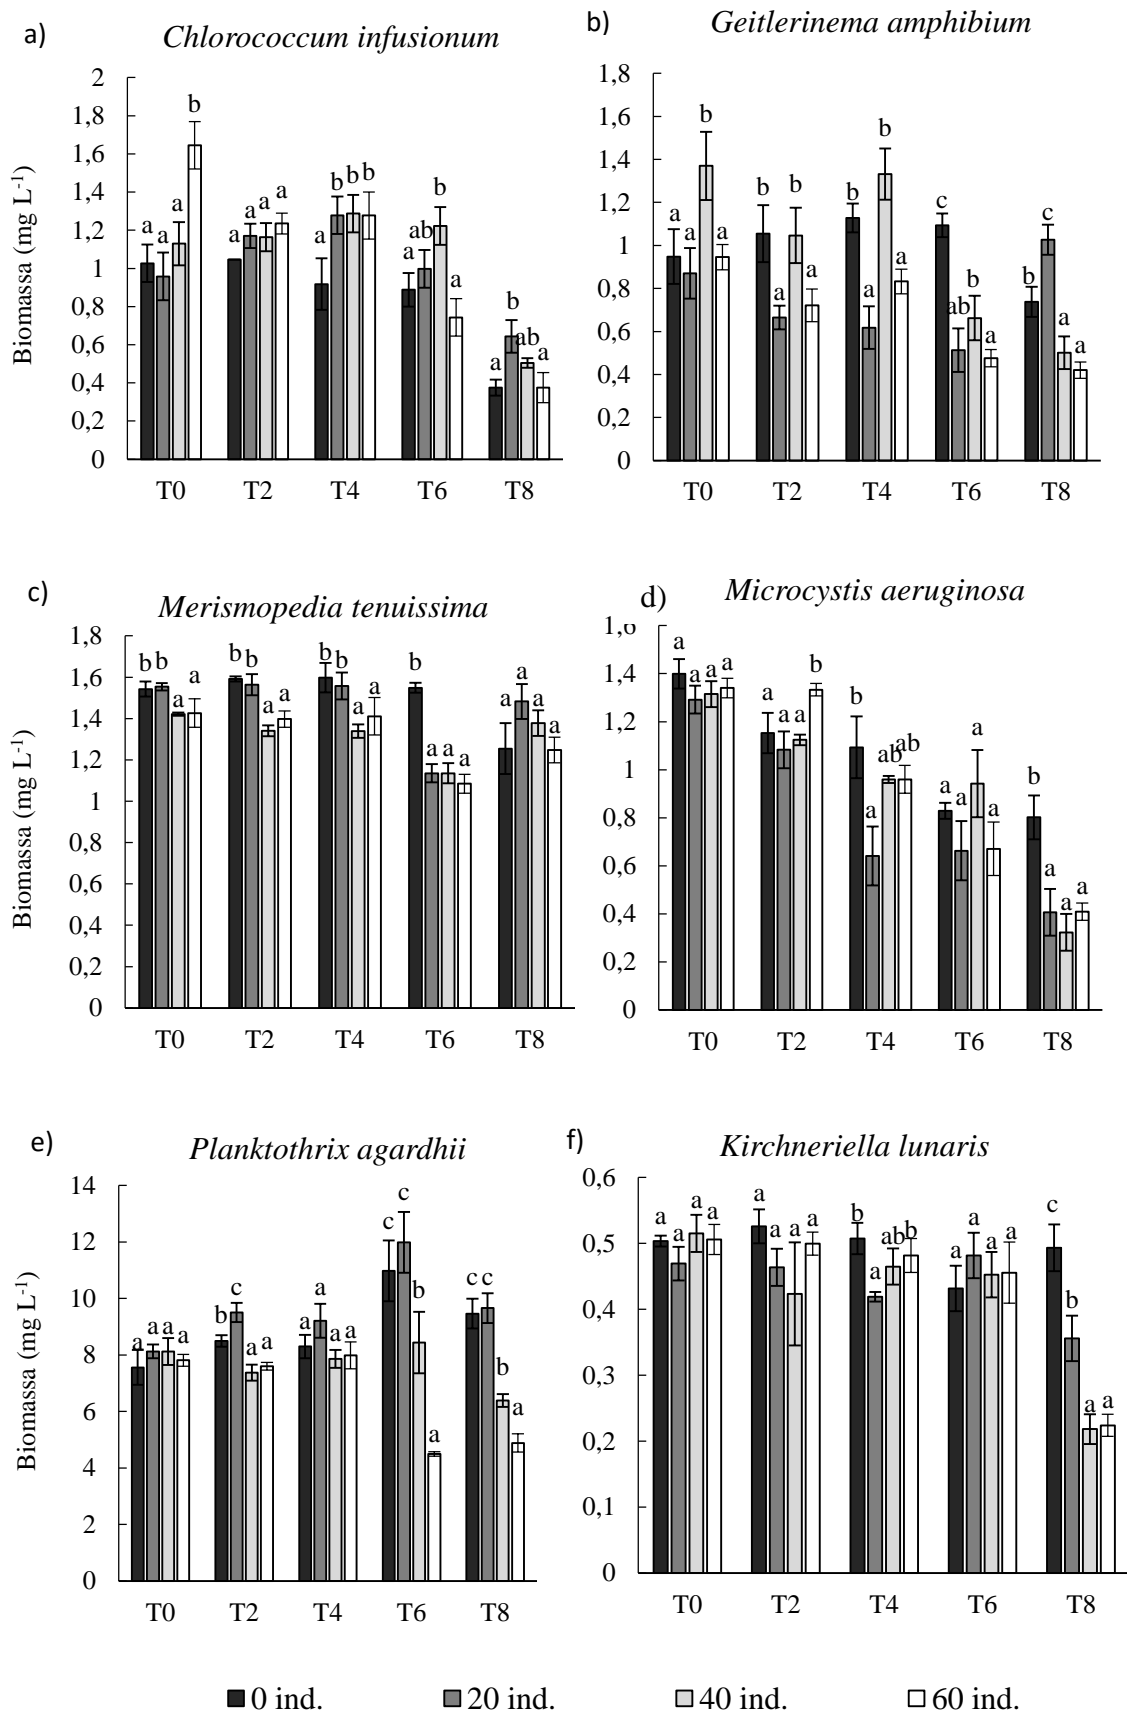 a) Chlorococcum infusionum
Biomassa (mg L-1)
2
1,8
1,6
1,4
1,2
1
0,8
0,6
0,4
0,2
0
a a a b
a a a a
a b b b
a ab b a
a b ab a
T0 T2 T4 T6 T8
b) Geitlerinema amphibium
1,8
1,6
1,4
1,2
1
0,8
0,6
0,4
0,2
0
a a b a
b a b a
b a b a
c ab b a
b c a a
T0 T2 T4 T6 T8
c) Merismopedia tenuissima
Biomassa (mg L-1)
1,8
1,6
1,4
1,2
1
0,8
0,6
0,4
0,2
0
b b a a
b b a a
b b a a
b a a a
a a a a
T0 T2 T4 T6 T8
d) Microcystis aeruginosa
1,6
1,4
1,2
1
0,8
0,6
0,4
0,2
0
a a a a
a a a b
b a ab ab
a a a a
b a a a
T0 T2 T4 T6 T8
e) Planktothrix agardhii
Biomassa (mg L-1)
14
12
10
8
6
4
2
0
a a a a
b c a a
a a a a
c c b a
c c b a
T0 T2 T4 T6 T8
f) Kirchneriella lunaris
0,6
0,5
0,4
0,3
0,2
0,1
0
a a a a
a a a a
b a ab b
a a a a
c b a a
T0 T2 T4 T6 T8
0 ind. 20 ind. 40 ind. 60 ind.